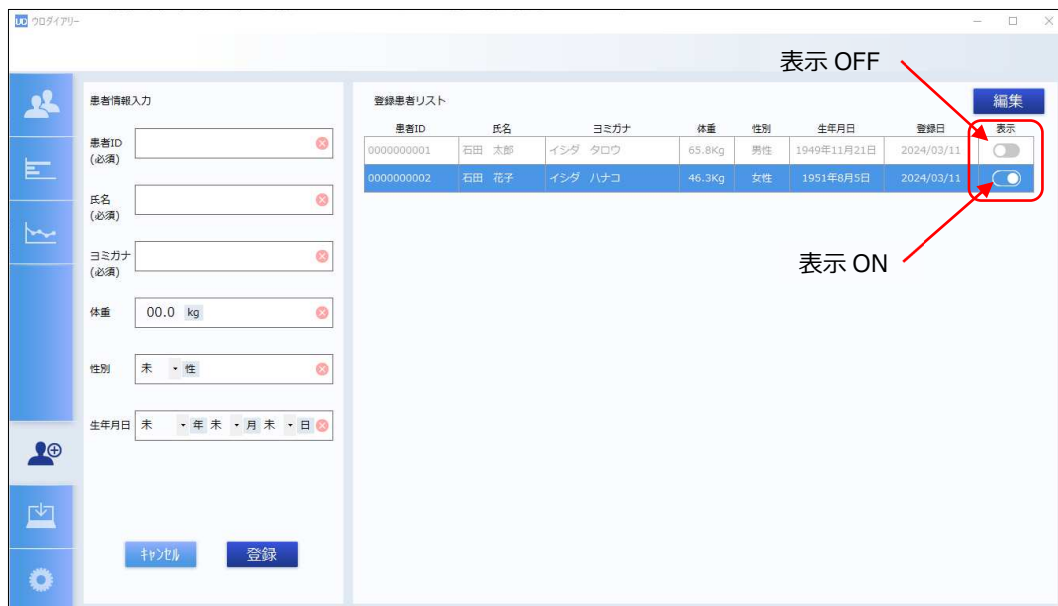 UD ウロダイアリー
表示 OFF
患者情報入力
登録患者リスト
編集
患者ID 氏名 ヨミガナ 体重 性別 生年月日 登録日 表示
0000000001 石田 太郎 イシダ タロウ 65.8Kg 男性 1949年11月21日 2024/03/11
0000000002 石田 花子 イシダ ハナコ 46.3Kg 女性 1951年8月5日 2024/03/11
表示 ON
患者ID
(必須)
氏名
(必須)
ヨミガナ
(必須)
体重 00.0 kg
性別 未 性
生年月日 未 年 未 月 未 日
キャンセル 登録